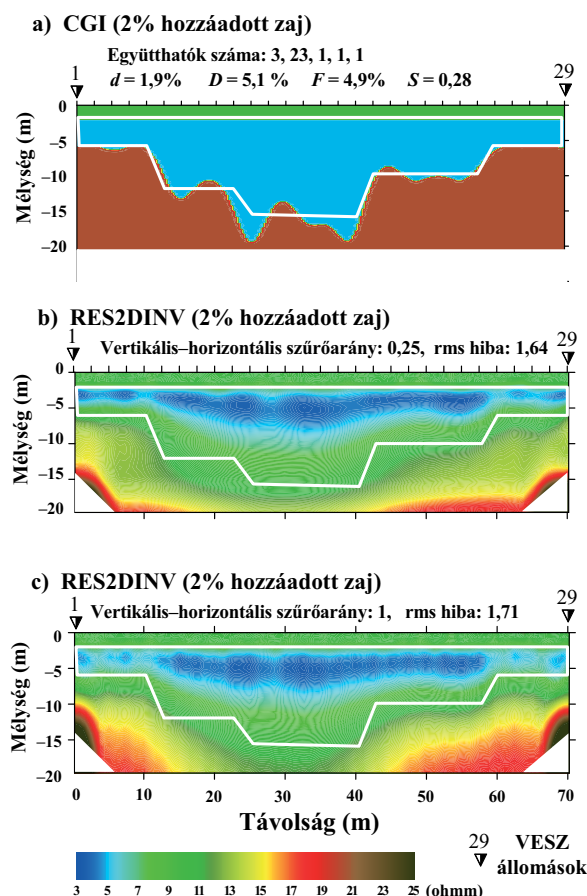 a) CGI (2% hozzáadott zaj)
Együtthatók száma: 3, 23, 1, 1, 1
1 d = 1,9% D = 5,1 % F = 4,9% S = 0,28 29
0
–5
–10
–15
–20
Mélység (m)
b) RES2DINV (2% hozzáadott zaj)
1 29
Vertikális–horizontális szűrőarány: 0,25, rms hiba: 1,64
0
–5
–10
–15
–20
Mélység (m)
c) RES2DINV (2% hozzáadott zaj)
1 29
Vertikális–horizontális szűrőarány: 1, rms hiba: 1,71
0
–5
–10
–15
–20
Mélység (m)
0 10 20 30 40 50 60 70
Távolság (m)
29 VESZ
állomások
3 5 7 9 11 13 15 17 19 21 23 25 (ohmm)